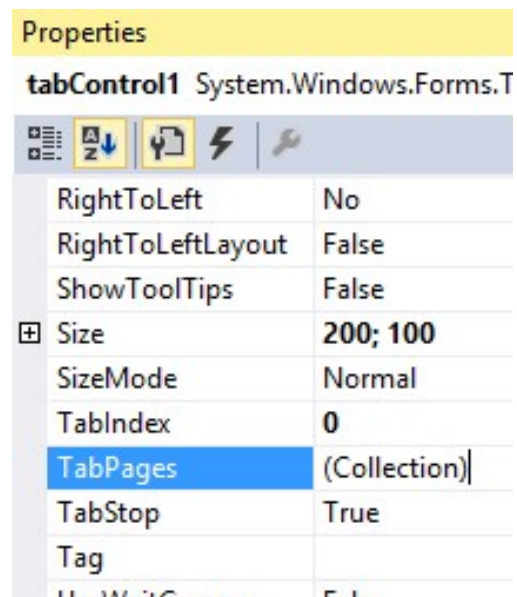 Properties
tabControl1 System.Windows.Forms.T
RightToLeft No
RightToLeftLayout False
ShowToolTips False
Size 200; 100
SizeMode Normal
TabIndex 0
TabPages (Collection)
TabStop True
Tag